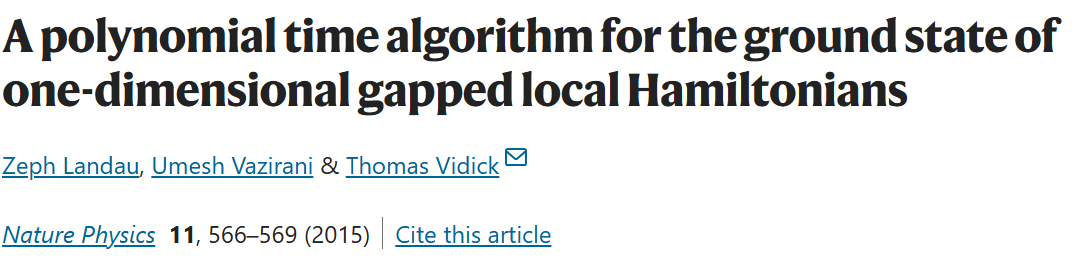 A polynomial time algorithm for the ground state of
one-dimensional gapped local Hamiltonians
Zeph Landau, Umesh Vazirani & Thomas Vidick
Nature Physics 11, 566–569 (2015) Cite this article